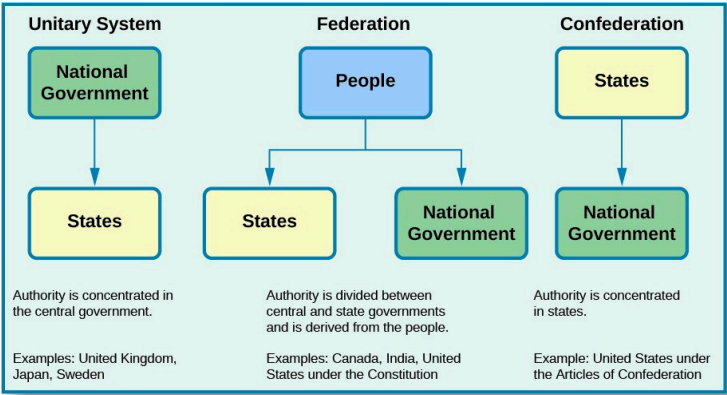 Unitary System
National
Government
States
Authority is concentrated in
the central government.
Examples: United Kingdom,
Japan, Sweden
Federation
People
States
National
Government
Authority is divided between
central and state governments
and is derived from the people.
Examples: Canada, India, United
States under the Constitution
Confederation
States
National
Government
Authority is concentrated
in states.
Example: United States under
the Articles of Confederation